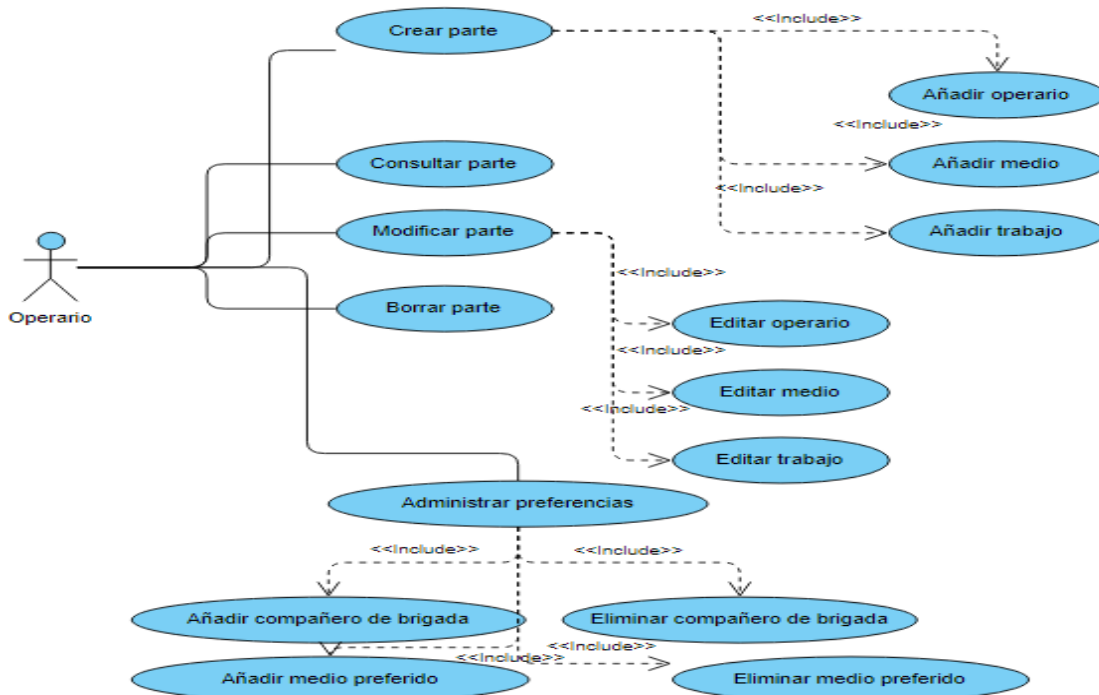 <<Include>>
Crear parte
Añadir operario
<<Include>>
Consultar parte
Añadir medio
<<Include>>
Modificar parte
Añadir trabajo
<<Include>>
Operario
Borrar parte
Editar operario
<<Include>>
Editar medio
<<Include>>
Editar trabajo
Administrar preferencias
<<Include>>
<<Include>>
Añadir compañero de brigada
Eliminar compañero de brigada
<<Include>>
<<Include>>
Añadir medio preferido
Eliminar medio preferido